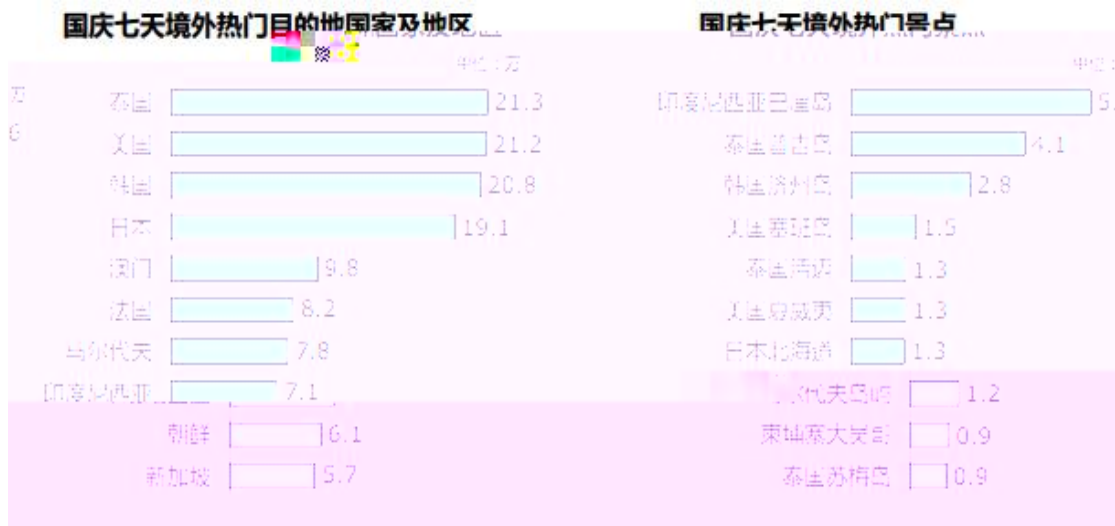 国庆七天境外热门目的地国家及地区
单位：万
泰国 21.3
美国 21.2
韩国 20.8
日本 19.1
澳门 9.8
法国 8.2
马尔代夫 7.8
印度尼西亚 7.1
朝鲜 6.1
新加坡 5.7
国庆七天境外热门景点
单位：
印度尼西亚巴厘岛 5.
泰国普吉岛 4.1
韩国济州岛 2.8
美国塞班岛 1.5
泰国清迈 1.3
美国夏威夷 1.3
日本北海道 1.3
尔代夫岛屿 1.2
柬埔寨大吴哥 0.9
泰国苏梅岛 0.9